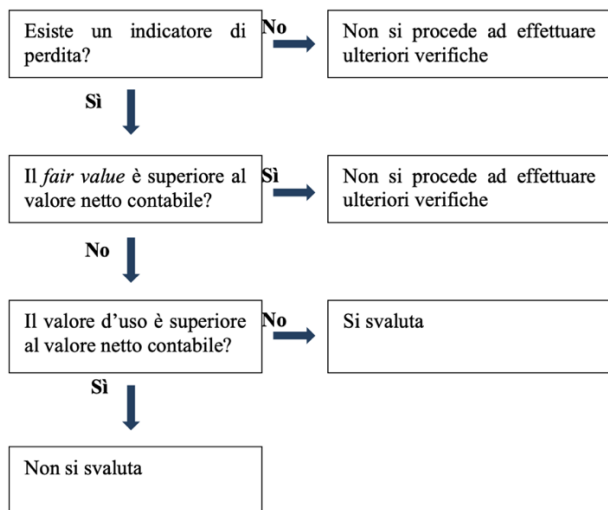 Esiste un indicatore di
perdita?
No
Non si procede ad effettuare
ulteriori verifiche
Sì
Il fair value è superiore al
valore netto contabile?
Sì
Non si procede ad effettuare
ulteriori verifiche
No
Il valore d’uso è superiore
al valore netto contabile?
No
Si svaluta
Sì
Non si svaluta